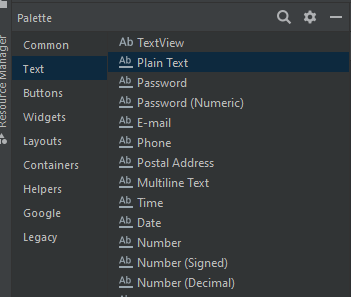 Palette
Resource Manager
Common
Text
Buttons
Widgets
Layouts
Containers
Helpers
Google
Legacy
Ab TextView
Ab Plain Text
Ab Password
Ab Password (Numeric)
Ab E-mail
Ab Phone
Ab Postal Address
Ab Multiline Text
Ab Time
Ab Date
Ab Number
Ab Number (Signed)
Ab Number (Decimal)